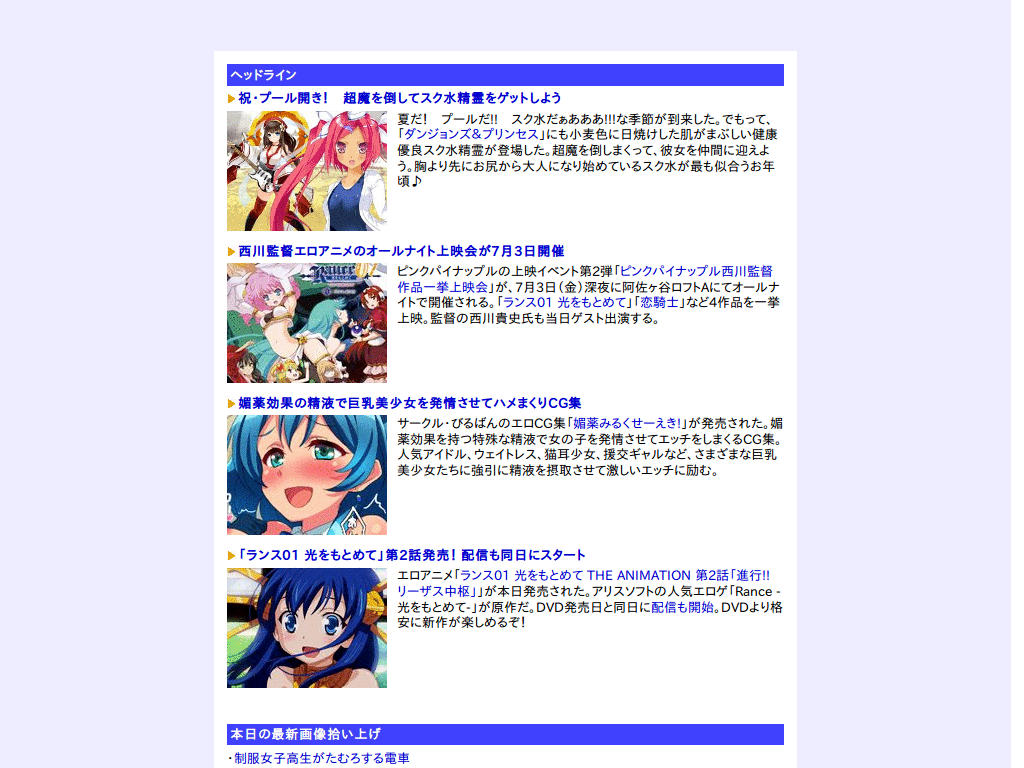 ヘッドライン
祝・プール開き！　超魔を倒してスク水精霊をゲットしよう
夏だ！　プールだ!!　スク水だぁあああ!!!な季節が到来した。でもって、
「ダンジョンズ＆プリンセス」にも小麦色に日焼けした肌がまぶしい健康
優良スク水精霊が登場した。超魔を倒しまくって、彼女を仲間に迎えよ
う。胸より先にお尻から大人になり始めているスク水が最も似合うお年
頃♪
西川監督エロアニメのオールナイト上映会が7月3日開催
Rance
ピンクパイナップルの上映イベント第2弾「ピンクパイナップル西川監督
作品一挙上映会」が、7月3日（金）深夜に阿佐ヶ谷ロフトAにてオールナ
イトで開催される。「ランス01 光をもとめて」「恋騎士」など4作品を一挙
上映。監督の西川貴史氏も当日ゲスト出演する。
媚薬効果の精液で巨乳美少女を発情させてハメまくりCG集
サークル・びるばんのエロCG集「媚薬みるくせーえき！」が発売された。媚
薬効果を持つ特殊な精液で女の子を発情させてエッチをしまくるCG集。
人気アイドル、ウェイトレス、猫耳少女、援交ギャルなど、さまざまな巨乳
美少女たちに強引に精液を摂取させて激しいエッチに励む。
「ランス01 光をもとめて」第2話発売！ 配信も同日にスタート
エロアニメ「ランス01 光をもとめて THE ANIMATION 第2話「進行!!
リーザス中枢」」が本日発売された。アリスソフトの人気エロゲ「Rance -
光をもとめて-」が原作だ。DVD発売日と同日に配信も開始。DVDより格
安に新作が楽しめるぞ！
本日の最新画像拾い上げ
・制服女子高生がたむろする電車